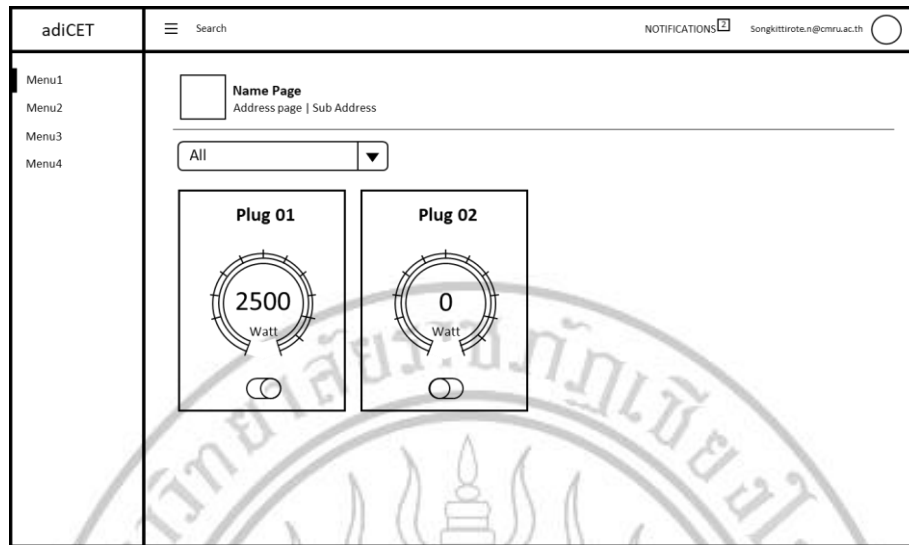 adiCET
Search
NOTIFICATIONS 2
Songkittirote.n@cmru.ac.th
Menu1
Menu2
Menu3
Menu4
Name Page
Address page | Sub Address
All
Plug 01
2500
Watt
Plug 02
0
Watt